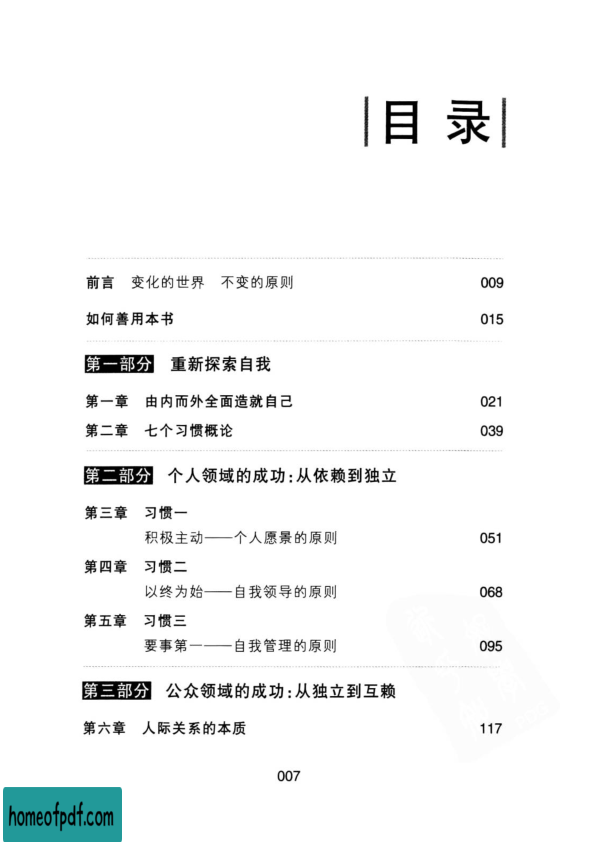 目 录
前言 变化的世界 不变的原则 009
如何善用本书 015
第一部分 重新探索自我
第一章 由内而外全面造就自己 021
第二章 七个习惯概论 039
第二部分 个人领域的成功:从依赖到独立
第三章 习惯一
积极主动——个人愿景的原则 051
第四章 习惯二
以终为始——自我领导的原则 068
第五章 习惯三
要事第一——自我管理的原则 095
第三部分 公众领域的成功:从独立到互赖
第六章 人际关系的本质 117
007
homeofpdf.com